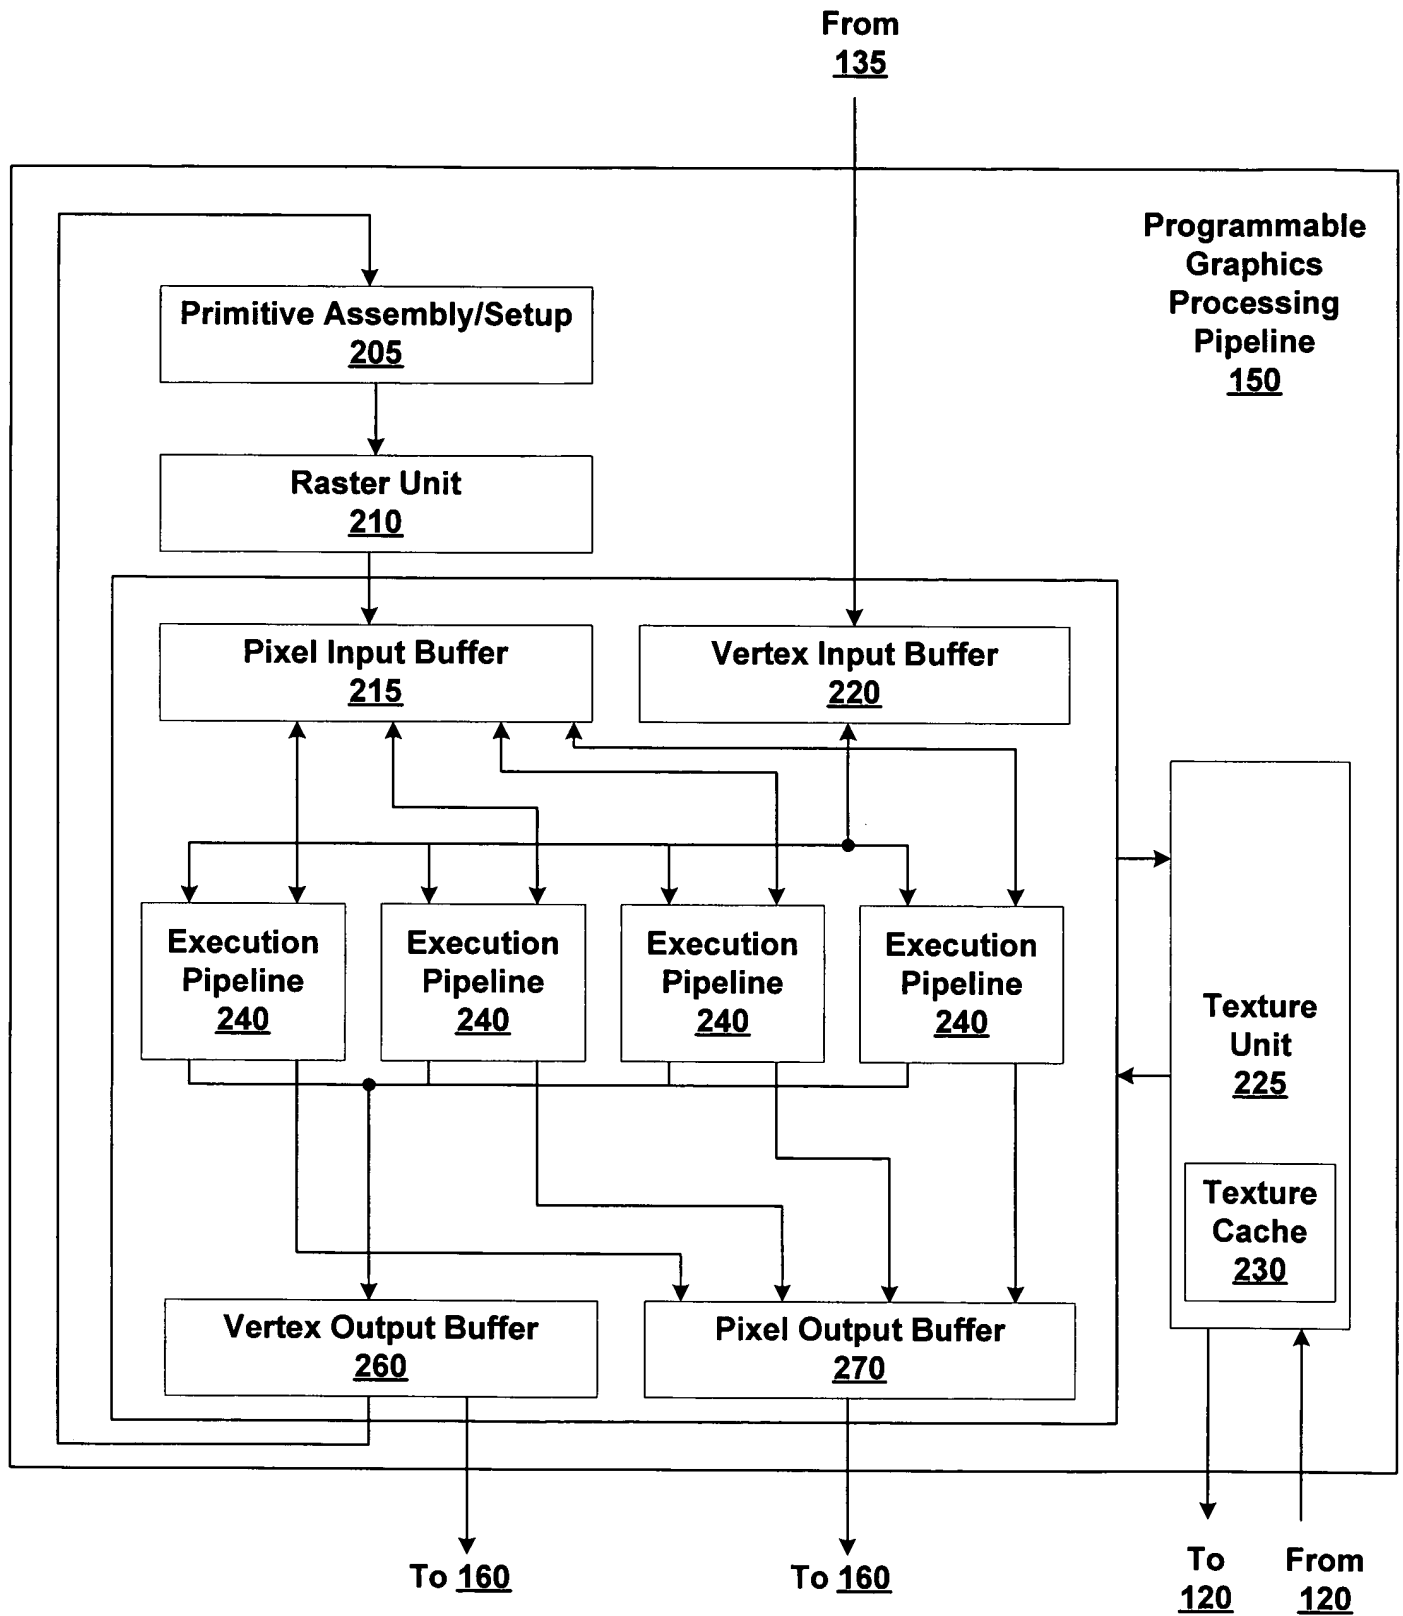 From
135
Programmable
Graphics
Processing
Pipeline
150
Primitive Assembly/Setup
205
Raster Unit
210
Pixel Input Buffer
215
Vertex Input Buffer
220
Execution
Pipeline
240
Execution
Pipeline
240
Execution
Pipeline
240
Execution
Pipeline
240
Texture
Unit
225
Texture
Cache
230
Vertex Output Buffer
260
Pixel Output Buffer
270
To 160
To 160
To
120
From
120